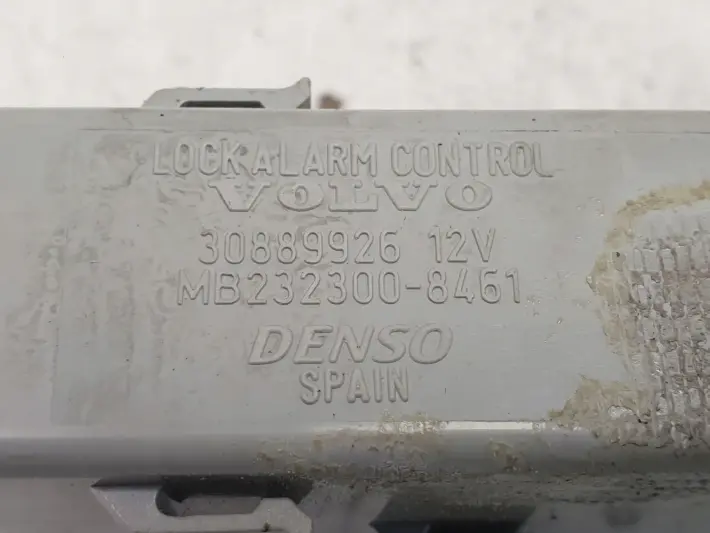 LOCK ALARM CONTROL
VOLVO
30889926 12V
MB232300-8461
DENSO
SPAIN